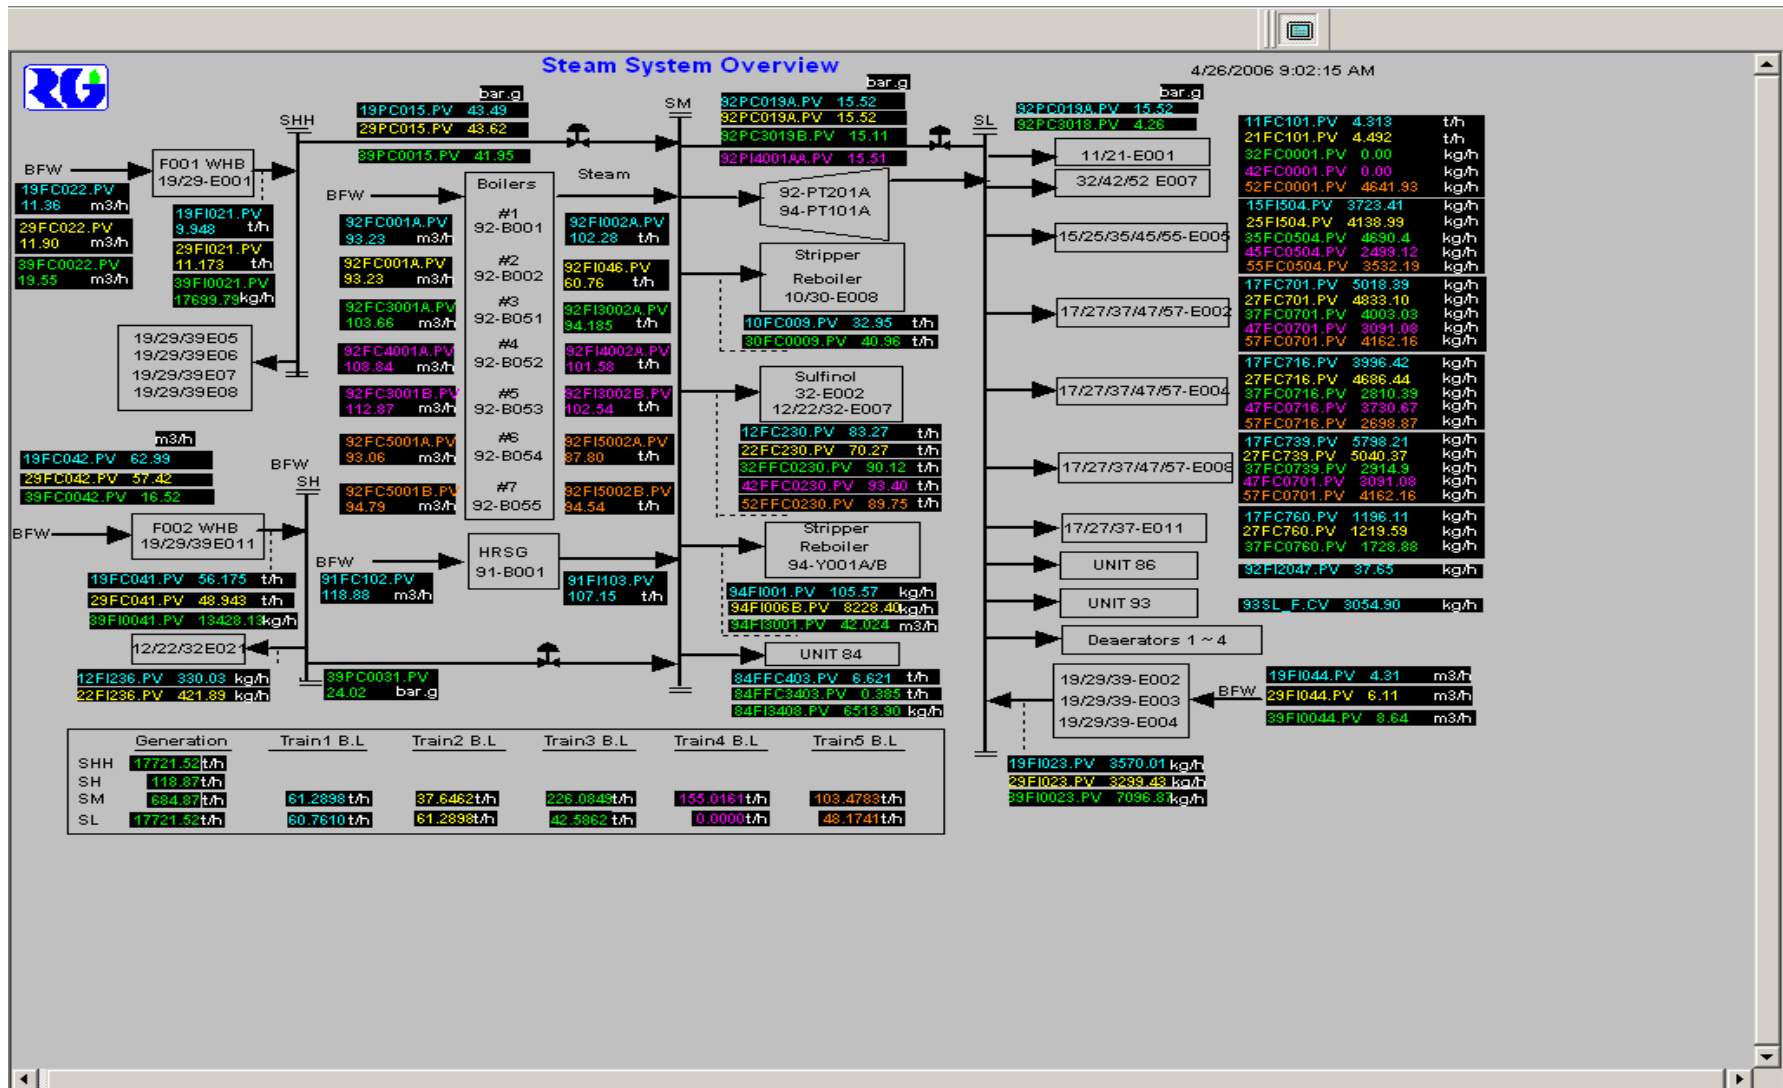 RG
Steam System Overview
4/26/2006 9:02:15 AM
bar.g
19PC015.PV 43.49
29PC015.PV 43.62
39PC0015.PV 41.95
SHH
SM
bar.g
92PC019A.PV 15.52
92PC019A.PV 15.52
92PC3019B.PV 15.11
92PI4001AA.PV 15.51
SL
bar.g
92PC019A.PV 15.52
92PC3018.PV 4.26
BFW
F001 WHB
19/29-E001
19FC022.PV
11.36 m3/h
29FC022.PV
11.90 m3/h
39FC0022.PV
19.55 m3/h
19FI021.PV
9.948 t/h
29FI021.PV
11.173 t/h
39FI0021.PV
17699.79kg/h
19/29/39E05
19/29/39E06
19/29/39E07
19/29/39E08
BFW
Steam
Boilers
#1
92-B001
#2
92-B002
#3
92-B051
#4
92-B052
#5
92-B053
#6
92-B054
#7
92-B055
92FC001A.PV
93.23 m3/h
92FC001A.PV
93.23 m3/h
92FC3001A.PV
103.66 m3/h
92FC4001A.PV
108.84 m3/h
92FC3001B.PV
112.87 m3/h
92FC5001A.PV
93.06 m3/h
92FC5001B.PV
94.79 m3/h
92FI002A.PV
102.28 t/h
92FI046.PV
60.76 t/h
92FI3002A.PV
94.185 t/h
92FI4002A.PV
101.58 t/h
92FI3002B.PV
102.54 t/h
92FI5002A.PV
87.80 t/h
92FI5002B.PV
94.54 t/h
92-PT201A
94-PT101A
Stripper
Reboiler
10/30-E008
10FC009.PV 32.95 t/h
30FC0009.PV 40.96 t/h
Sulfinol
32-E002
12/22/32-E007
12FC230.PV 83.27 t/h
22FC230.PV 70.27 t/h
32FFC0230.PV 90.12 t/h
42FFC0230.PV 93.40 t/h
52FFC0230.PV 89.75 t/h
Stripper
Reboiler
94-Y001A/B
94FI001.PV 105.57 kg/h
94FI006B.PV 8228.40kg/h
94FI3001.PV 42.024 m3/h
UNIT 84
84FFC403.PV 6.621 t/h
84FFC3403.PV 0.385 t/h
84FI3408.PV 6513.90 kg/h
m3/h
19FC042.PV 62.99
29FC042.PV 57.42
39FC0042.PV 16.52
BFW
SH
BFW
F002 WHB
19/29/39E011
19FC041.PV 56.175 t/h
29FC041.PV 48.943 t/h
39FI0041.PV 13428.13kg/h
12/22/32E021
12FI236.PV 330.03 kg/h
22FI236.PV 421.89 kg/h
BFW
91FC102.PV
118.88 m3/h
HRSG
91-B001
91FI103.PV
107.15 t/h
39PC0031.PV
24.02 bar.g
11/21-E001
32/42/52 E007
15/25/35/45/55-E005
17/27/37/47/57-E002
17/27/37/47/57-E004
17/27/37/47/57-E008
17/27/37-E011
UNIT 86
UNIT 93
Deaerators 1 ~ 4
19/29/39-E002
19/29/39-E003
19/29/39-E004
BFW
11FC101.PV 4.313 t/h
21FC101.PV 4.492 t/h
32FC0001.PV 0.00 kg/h
42FC0001.PV 0.00 kg/h
52FC0001.PV 4641.93 kg/h
15FI504.PV 3723.41 kg/h
25FI504.PV 4138.99 kg/h
35FC0504.PV 4690.4 kg/h
45FC0504.PV 2499.12 kg/h
55FC0504.PV 3532.19 kg/h
17FC701.PV 5018.39 kg/h
27FC701.PV 4833.10 kg/h
37FC0701.PV 4003.03 kg/h
47FC0701.PV 3091.08 kg/h
57FC0701.PV 4162.16 kg/h
17FC716.PV 3996.42 kg/h
27FC716.PV 4686.44 kg/h
37FC0716.PV 2810.39 kg/h
47FC0716.PV 3730.67 kg/h
57FC0716.PV 2698.87 kg/h
17FC739.PV 5798.21 kg/h
27FC739.PV 5040.37 kg/h
37FC0739.PV 2914.9 kg/h
47FC0701.PV 3091.08 kg/h
57FC0701.PV 4162.16 kg/h
17FC760.PV 1196.11 kg/h
27FC760.PV 1219.59 kg/h
37FC0760.PV 1728.88 kg/h
92FI2047.PV 37.65 kg/h
93SL_F.CV 3054.90 kg/h
19FI044.PV 4.31 m3/h
29FI044.PV 6.11 m3/h
39FI0044.PV 8.64 m3/h
19FI023.PV 3570.01 kg/h
29FI023.PV 3299.43 kg/h
39FI0023.PV 7096.87kg/h
Generation Train1 B.L Train2 B.L Train3 B.L Train4 B.L Train5 B.L
SHH 17721.52t/h
SH 118.87t/h
SM 684.87t/h 61.2898t/h 37.6462t/h 226.0849t/h 155.0161t/h 103.4783t/h
SL 17721.52t/h 60.7610t/h 61.2898t/h 42.5862 t/h 0.0000t/h 48.1741t/h